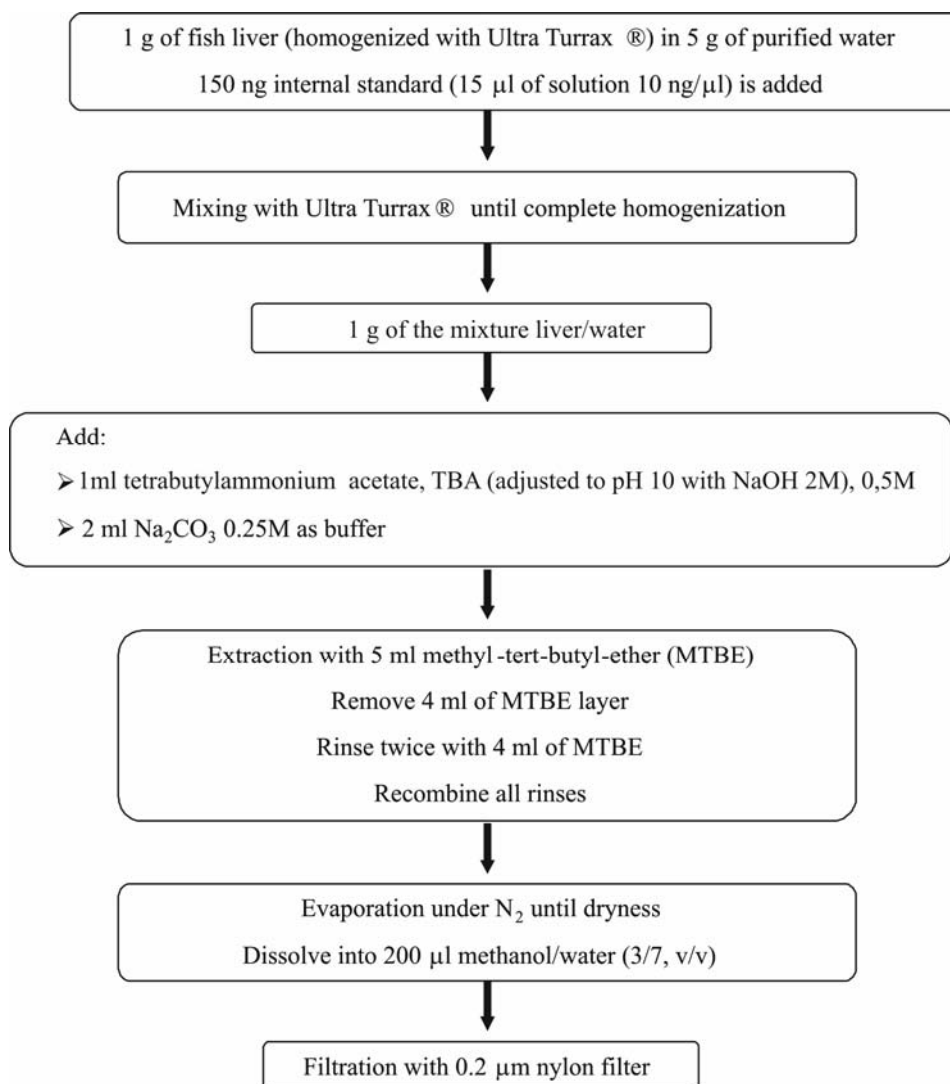 1 g of fish liver (homogenized with Ultra Turrax ®) in 5 g of purified water
150 ng internal standard (15 µl of solution 10 ng/µl) is added
Mixing with Ultra Turrax ® until complete homogenization
1 g of the mixture liver/water
Add:
➢ 1ml tetrabutylammonium acetate, TBA (adjusted to pH 10 with NaOH 2M), 0,5M
➢ 2 ml Na₂CO₃ 0.25M as buffer
Extraction with 5 ml methyl-tert-butyl-ether (MTBE)
Remove 4 ml of MTBE layer
Rinse twice with 4 ml of MTBE
Recombine all rinses
Evaporation under N₂ until dryness
Dissolve into 200 µl methanol/water (3/7, v/v)
Filtration with 0.2 µm nylon filter